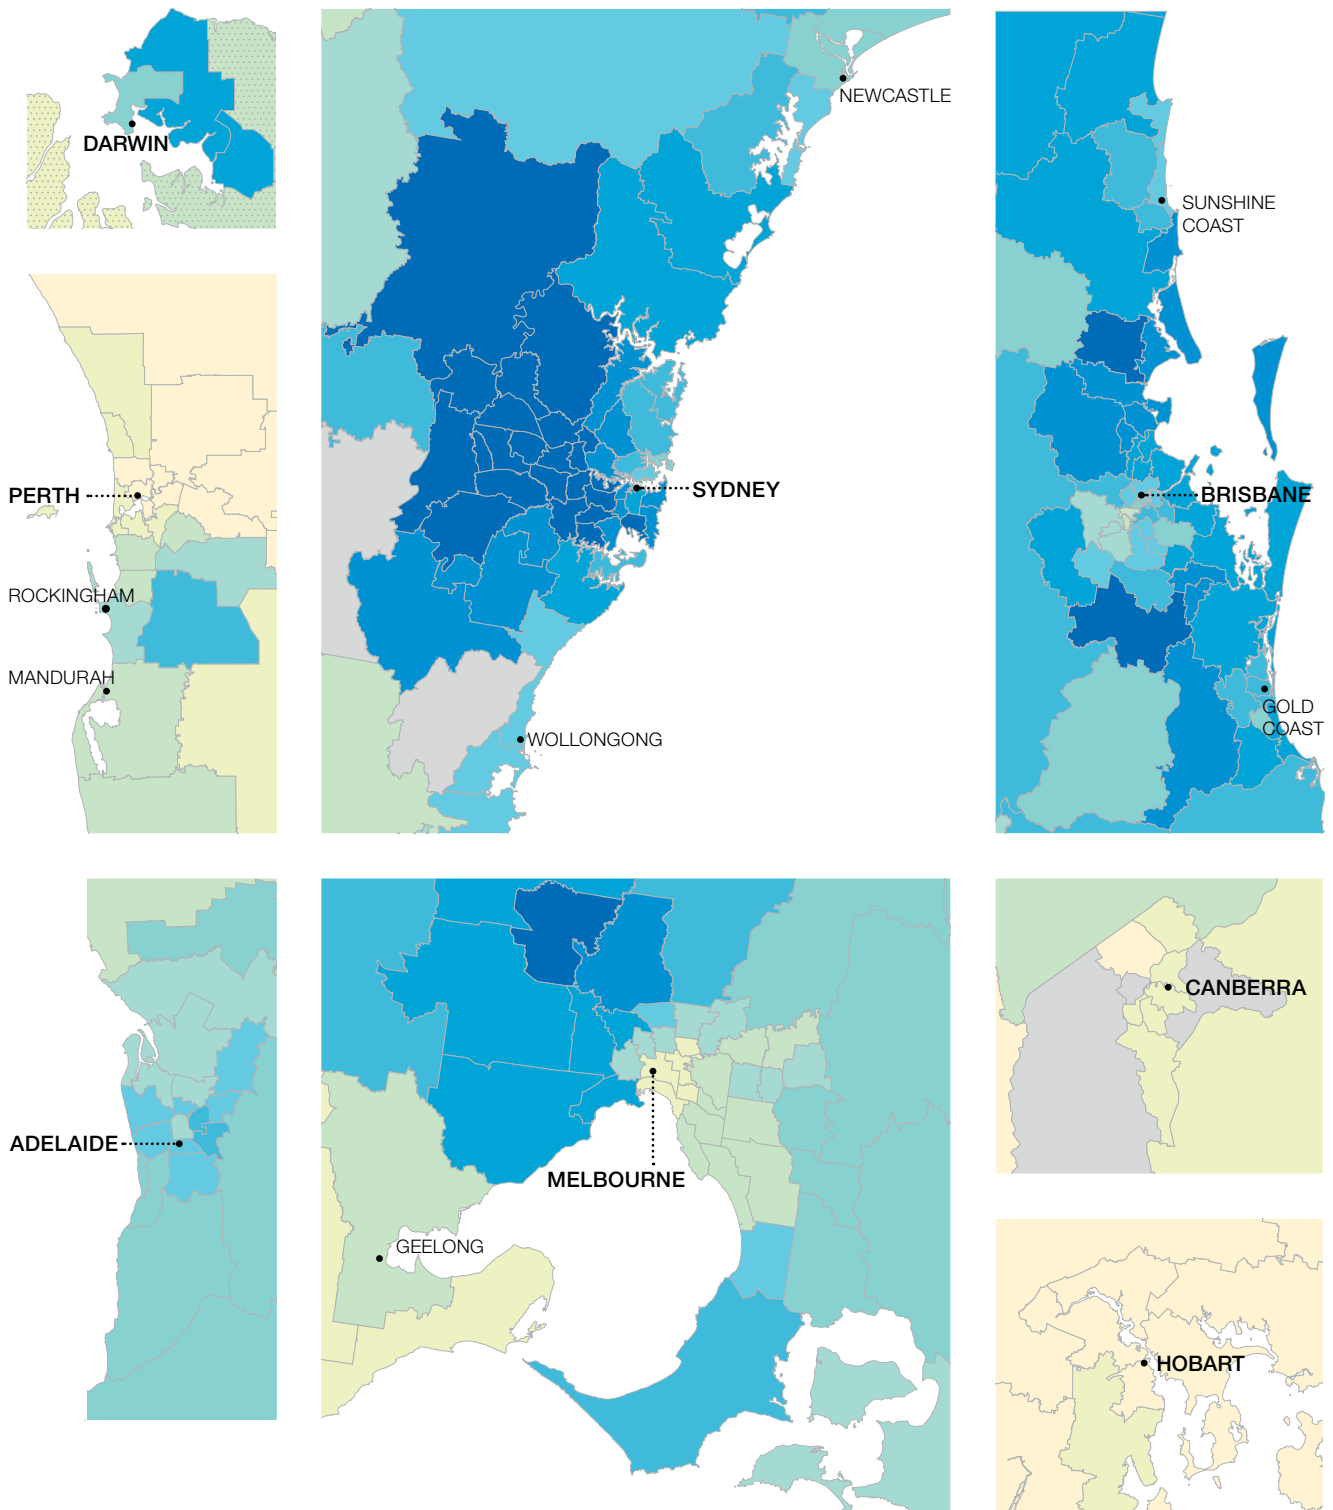 DARWIN
NEWCASTLE
SUNSHINE
COAST
PERTH
SYDNEY
BRISBANE
ROCKINGHAM
MANDURAH
GOLD
COAST
WOLLONGONG
CANBERRA
ADELAIDE
MELBOURNE
GEELONG
HOBART